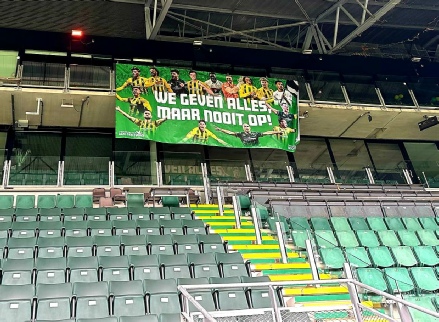 WE GEVEN ALLES,
MAAR NOOIT OP!